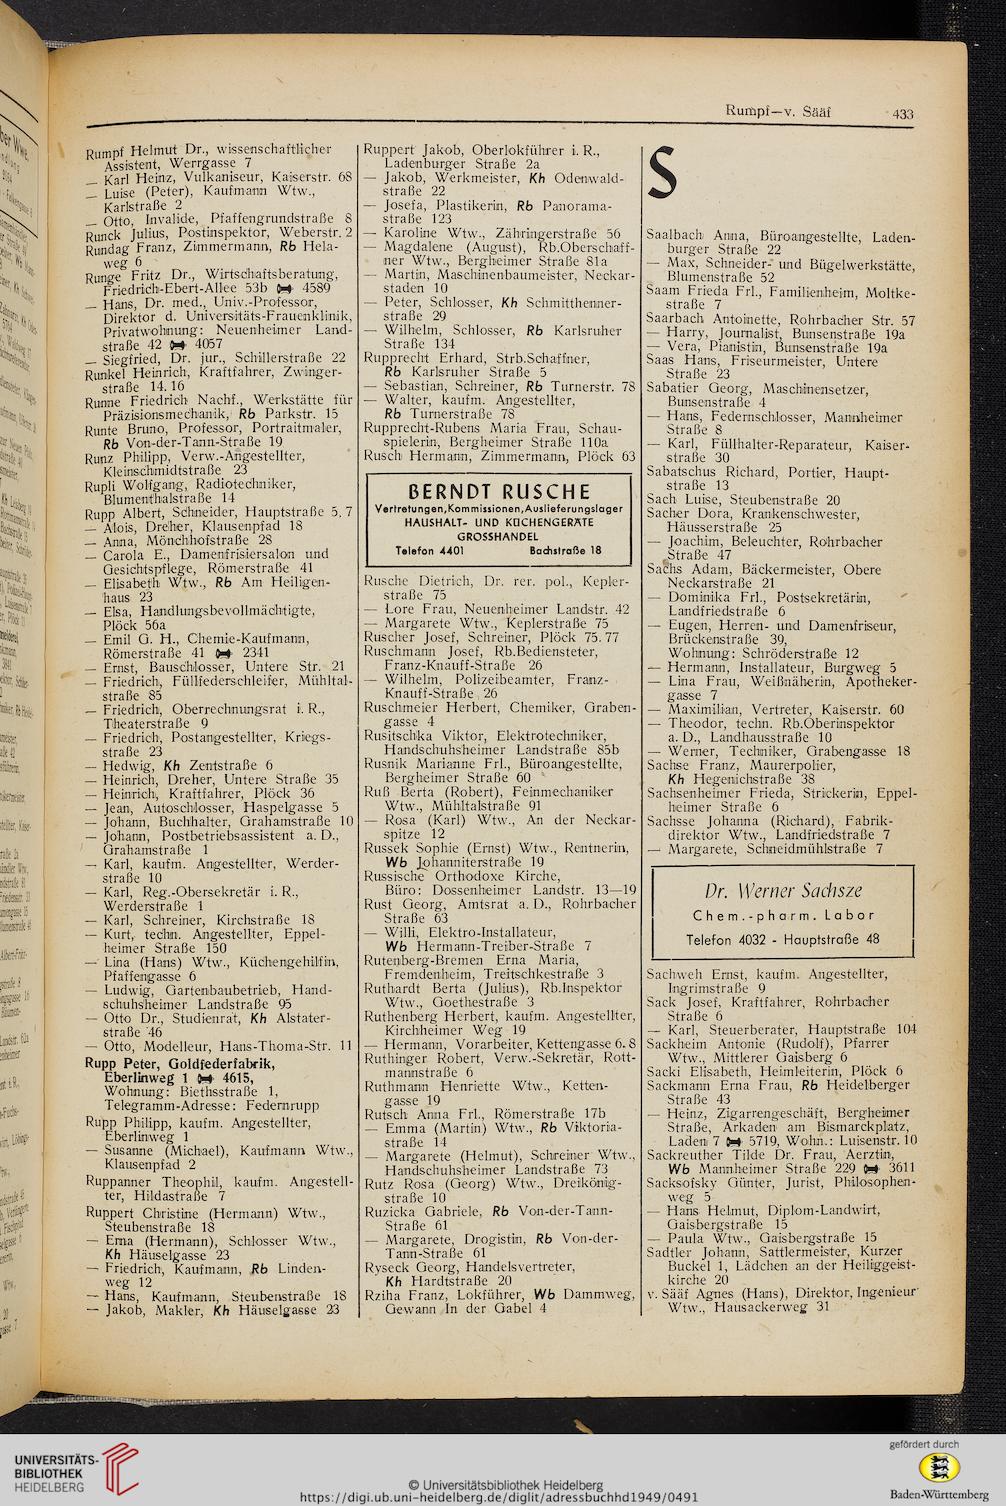 Rumpf—v. Sääf 433
Rumpf Helmut Dr., wissenschaftlicher
Assistent, Werrgasse 7
— Karl Heinz, Vulkaniseur, Kaiserstr. 68
— Luise (Peter), Kaufmann Wtw.,
Karlstraße 2
— Otto, Invalide, Pfaffengrundstraße 8
Runck Julius, Postinspektor, Weberstr. 2
Rundag Franz, Zimmermann, Rb Hela-
weg 6
Runge Fritz Dr., Wirtschaftsberatung,
Friedrich-Ebert-Allee 53b 4589
— Hans, Dr. med., Univ.-Professor,
Direktor d. Universitäts-Frauenklinik,
Privatwohnung: Neuenheimer Land-
straße 42 4057
— Siegfried, Dr. jur., Schillerstraße 22
Runkel Heinrich, Kraftfahrer, Zwinger-
straße 14.16
Runne Friedrich Nachf., Werkstätte für
Präzisionsmechanik, Rb Parkstr. 15
Runte Bruno, Professor, Portraitmaler,
Rb Von-der-Tann-Straße 19
Runz Philipp, Verw.-Angestellter,
Kleinschmidtstraße 23
Rupli Wolfgang, Radiotechniker,
Blumenthalstraße 14
Rupp Albert, Schneider, Hauptstraße 5.7
— Alois, Dreher, Klausenpfad 18
— Anna, Mönchhofstraße 28
— Carola E., Damenfrisiersalon und
Gesichtspflege, Römerstraße 41
— Elisabeth Wtw., Rb Am Heiligen-
haus 23
— Elsa, Handlungsbevollmächtigte,
Plöck 56a
— Emil G. H., Chemie-Kaufmann,
Römerstraße 41 2341
— Ernst, Bauschlosser, Untere Str. 21
— Friedrich, Füllfederschleifer, Mühltal-
straße 85
— Friedrich, Oberrechnungsrat i. R.,
Theaterstraße 9
— Friedrich, Postangestellter, Kriegs-
straße 23
— Hedwig, Kh Zentstraße 6
— Heinrich, Dreher, Untere Straße 35
— Heinrich, Kraftfahrer, Plöck 36
— Jean, Autoschlosser, Haspelgasse 5
— Johann, Buchhalter, Grahamstraße 10
— Johann, Postbetriebsassistent a. D.,
Grahamstraße 1
— Karl, kaufm. Angestellter, Werder-
straße 10
— Karl, Reg.-Obersekretär i. R.,
Werderstraße 1
— Karl, Schreiner, Kirchstraße 18
— Kurt, techn. Angestellter, Eppel-
heimer Straße 150
— Lina (Hans) Wtw., Küchengehilfin,
Pfaffengasse 6
— Ludwig, Gartenbaubetrieb, Hand-
schuhsheimer Landstraße 95
— Otto Dr., Studienrat, Kh Alstater-
straße 46
— Otto, Modelleur, Hans-Thoma-Str. 11
Rupp Peter, Goldfederfabrik,
Eberlinweg 1 4615,
Wohnung: Biethsstraße 1,
Telegramm-Adresse: Federnrupp
Rupp Philipp, kaufm. Angestellter,
Eberlinweg 1
— Susanne (Michael), Kaufmann Wtw.,
Klausenpfad 2
Ruppanner Theophil, kaufm. Angestell-
ter, Hildastraße 7
Ruppert Christine (Hermann) Wtw.,
Steubenstraße 18
— Erna (Hermann), Schlosser Wtw.,
Kh Häuselgasse 23
— Friedrich, Kaufmann, Rb Linden-
weg 12
— Hans, Kaufmann, Steubenstraße 18
— Jakob, Makler, Kh Häuselgasse 23
Ruppert Jakob, Oberlokführer i. R.,
Ladenburger Straße 2a
— Jakob, Werkmeister, Kh Odenwald-
straße 22
— Josefa, Plastikerin, Rb Panorama-
straße 123
— Karoline Wtw., Zähringerstraße 56
— Magdalene (August), Rb.Oberschaff-
ner Wtw., Bergheimer Straße 81a
— Martin, Maschinenbaumeister, Neckar-
staden 10
— Peter, Schlosser, Kh Schmitthenner-
straße 29
— Wilhelm, Schlosser, Rb Karlsruher
Straße 134
Rupprecht Erhard, Strb.Schaffner,
Rb Karlsruher Straße 5
— Sebastian, Schreiner, Rb Turnerstr. 78
— Walter, kaufm. Angestellter,
Rb Turnerstraße 78
Rupprecht-Rubens Maria Frau, Schau-
spielerin, Bergheimer Straße 110a
Rusch Hermann, Zimmermann, Plöck 63
BERNDT RUSCHE
Vertretungen,Kommissionen,Auslieferungslager
HAUSHALT- UND KÜCHENGERÄTE
GROSSHANDEL
Telefon 4401 Bachstraße 18
Rusche Dietrich, Dr. rer. pol., Kepler-
straße 75
— Lore Frau, Neuenheimer Landstr. 42
— Margarete Wtw., Keplerstraße 75
Ruscher Josef, Schreiner, Plöck 75.77
Ruschmann Josef, Rb.Bediensteter,
Franz-Knauff-Straße 26
— Wilhelm, Polizeibeamter, Franz-
Knauff-Straße 26
Ruschmeier Herbert, Chemiker, Graben-
gasse 4
Rusitschka Viktor, Elektrotechniker,
Handschuhsheimer Landstraße 85b
Rusnik Marianne Frl., Büroangestellte,
Bergheimer Straße 60
Ruß Berta (Robert), Feinmechaniker
Wtw., Mühltalstraße 91
— Rosa (Karl) Wtw., An der Neckar-
spitze 12
Russek Sophie (Ernst) Wtw., Rentnerin,
Wb Johanniterstraße 19
Russische Orthodoxe Kirche,
Büro: Dossenheimer Landstr. 13—19
Rust Georg, Amtsrat a. D., Rohrbacher
Straße 63
— Willi, Elektro-Installateur,
Wb Hermann-Treiber-Straße 7
Rutenberg-Bremen Erna Maria,
Fremdenheim, Treitschkestraße 3
Ruthardt Berta (Julius), Rb.Inspektor
Wtw., Goethestraße 3
Ruthenberg Herbert, kaufm. Angestellter,
Kirchheimer Weg 19
— Hermann, Vorarbeiter, Kettengasse 6.8
Ruthinger Robert, Verw.-Sekretär, Rott-
mannstraße 6
Ruthmann Henriette Wtw., Ketten-
gasse 19
Rutsch Anna Frl., Römerstraße 17b
— Emma (Martin) Wtw., Rb Viktoria-
straße 14
— Margarete (Helmut), Schreiner Wtw.,
Handschuhsheimer Landstraße 73
Rutz Rosa (Georg) Wtw., Dreikönig-
straße 10
Ruzicka Gabriele, Rb Von-der-Tann-
Straße 61
— Margarete, Drogistin, Rb Von-der-
Tann-Straße 61
Ryseck Georg, Handelsvertreter,
Kh Hardtstraße 20
Rziha Franz, Lokführer, Wb Dammweg,
Gewann In der Gabel 4
S
Saalbach Anna, Büroangestellte, Laden-
burger Straße 22
— Max, Schneider- und Bügelwerkstätte,
Blumenstraße 52
Saam Frieda Frl., Familienheim, Moltke-
straße 7
Saarbach Antoinette, Rohrbacher Str. 57
— Harry, Journalist, Bunsenstraße 19a
— Vera, Pianistin, Bunsenstraße 19a
Saas Hans, Friseurmeister, Untere
Straße 23
Sabatier Georg, Maschinensetzer,
Bunsenstraße 4
— Hans, Federnschlosser, Mannheimer
Straße 8
— Karl, Füllhalter-Reparateur, Kaiser-
straße 30
Sabatschus Richard, Portier, Haupt-
straße 13
Sach Luise, Steubenstraße 20
Sacher Dora, Krankenschwester,
Häusserstraße 25
— Joachim, Beleuchter, Rohrbacher
Straße 47
Sachs Adam, Bäckermeister, Obere
Neckarstraße 21
— Dominika Frl., Postsekretärin,
Landfriedstraße 6
— Eugen, Herren- und Damenfriseur,
Brückenstraße 39,
Wohnung: Schröderstraße 12
— Hermann, Installateur, Burgweg 5
— Lina Frau, Weißnäherin, Apotheker-
gasse 7
— Maximilian, Vertreter, Kaiserstr. 60
— Theodor, techn. Rb.Oberinspektor
a. D., Landhausstraße 10
— Werner, Techniker, Grabengasse 18
Sachse Franz, Maurerpolier,
Kh Hegenichstraße 38
Sachsenheimer Frieda, Strickerin, Eppel-
heimer Straße 6
Sachsse Johanna (Richard), Fabrik-
direktor Wtw., Landfriedstraße 7
— Margarete, Schneidmühlstraße 7
Dr. Werner Sachsze
Chem.-pharm. Labor
Telefon 4032 - Hauptstraße 48
Sachweh Ernst, kaufm. Angestellter,
Ingrimstraße 9
Sack Josef, Kraftfahrer, Rohrbacher
Straße 6
— Karl, Steuerberater, Hauptstraße 104
Sackheim Antonie (Rudolf), Pfarrer
Wtw., Mittlerer Gaisberg 6
Sacki Elisabeth, Heimleiterin, Plöck 6
Sackmann Erna Frau, Rb Heidelberger
Straße 43
— Heinz, Zigarrengeschäft, Bergheimer
Straße, Arkaden am Bismarckplatz,
Laden 7 5719, Wohn.: Luisenstr. 10
Sackreuther Tilde Dr. Frau, Aerztin,
Wb Mannheimer Straße 229 3611
Sacksofsky Günter, Jurist, Philosophen-
weg 5
— Hans Helmut, Diplom-Landwirt,
Gaisbergstraße 15
— Paula Wtw., Gaisbergstraße 15
Sadtler Johann, Sattlermeister, Kurzer
Buckel 1, Lädchen an der Heiliggeist-
kirche 20
v. Sääf Agnes (Hans), Direktor, Ingenieur
Wtw., Hausackerweg 31
UNIVERSITÄTS-
BIBLIOTHEK
HEIDELBERG
© Universitätsbibliothek Heidelberg
https://digi.ub.uni-heidelberg.de/diglit/adressbuchhd1949/0491
gefördert durch
Baden-Württemberg